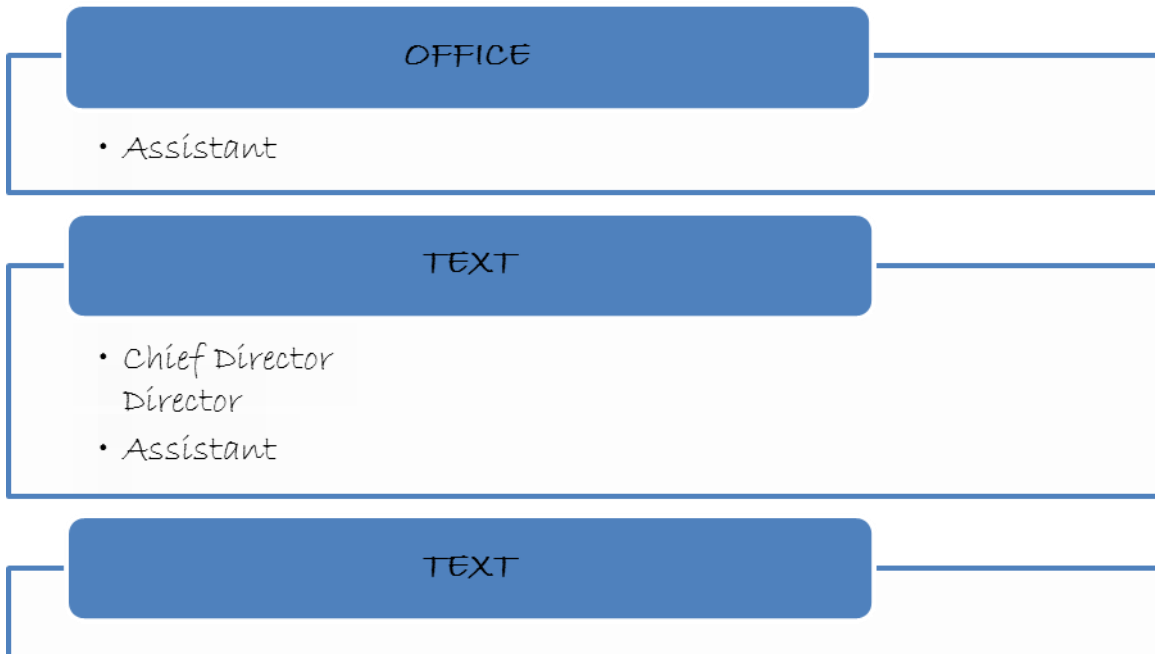 OFFICE
• Assistant
TEXT
• Chief Director
Director
• Assistant
TEXT